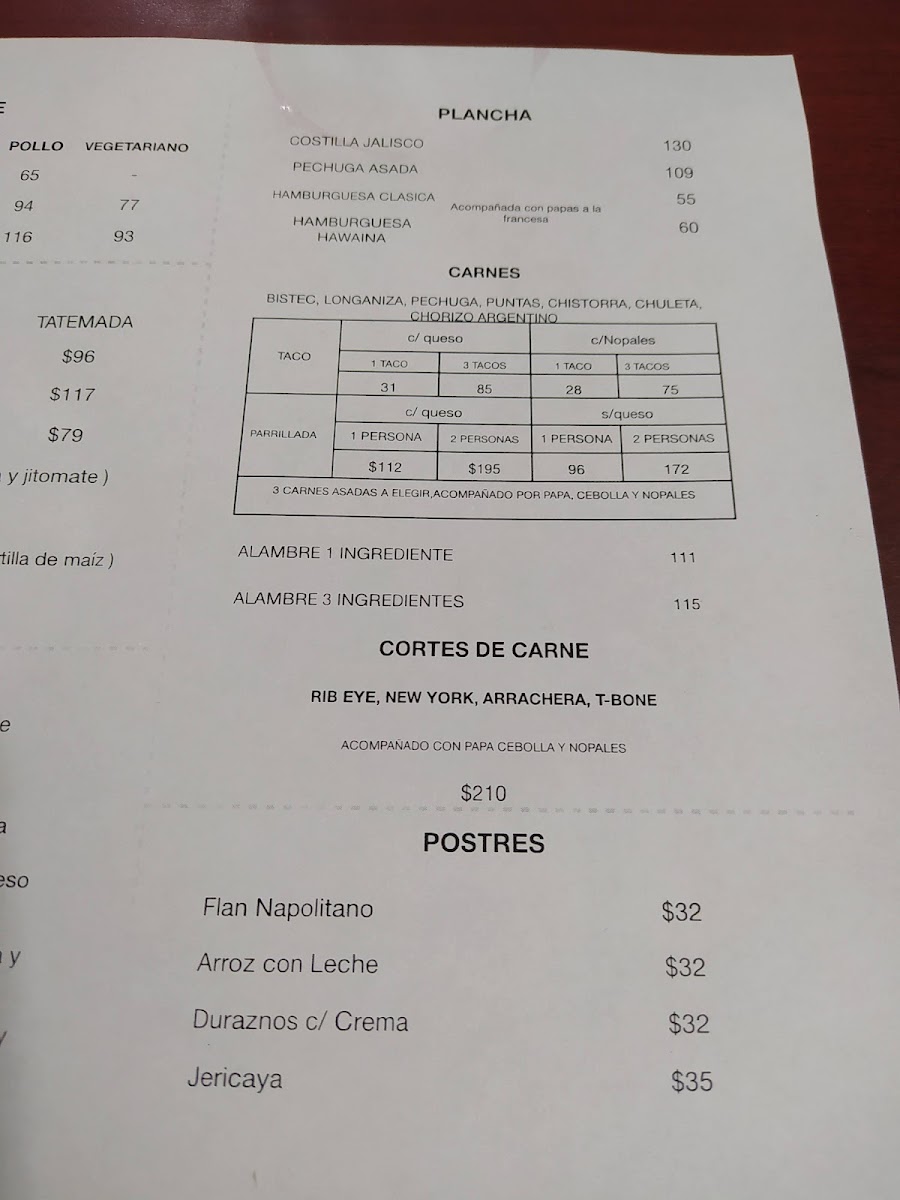 E
POLLO VEGETARIANO
65 -
94 77
116 93
TATEMADA
$96
$117
$79
y jitomate )
tilla de maíz )
e
a
eso
y
y
PLANCHA
COSTILLA JALISCO 130
PECHUGA ASADA 109
HAMBURGUESA CLASICA 55
Acompañada con papas a la
francesa
HAMBURGUESA
HAWAINA 60
CARNES
BISTEC, LONGANIZA, PECHUGA, PUNTAS, CHISTORRA, CHULETA,
CHORIZO ARGENTINO
TACO c/ queso c/Nopales
1 TACO 3 TACOS 1 TACO 3 TACOS
31 85 28 75
PARRILLADA c/ queso s/queso
1 PERSONA 2 PERSONAS 1 PERSONA 2 PERSONAS
$112 $195 96 172
3 CARNES ASADAS A ELEGIR,ACOMPAÑADO POR PAPA, CEBOLLA Y NOPALES
ALAMBRE 1 INGREDIENTE 111
ALAMBRE 3 INGREDIENTES 115
CORTES DE CARNE
RIB EYE, NEW YORK, ARRACHERA, T-BONE
ACOMPAÑADO CON PAPA CEBOLLA Y NOPALES
$210
POSTRES
Flan Napolitano $32
Arroz con Leche $32
Duraznos c/ Crema $32
Jericaya $35